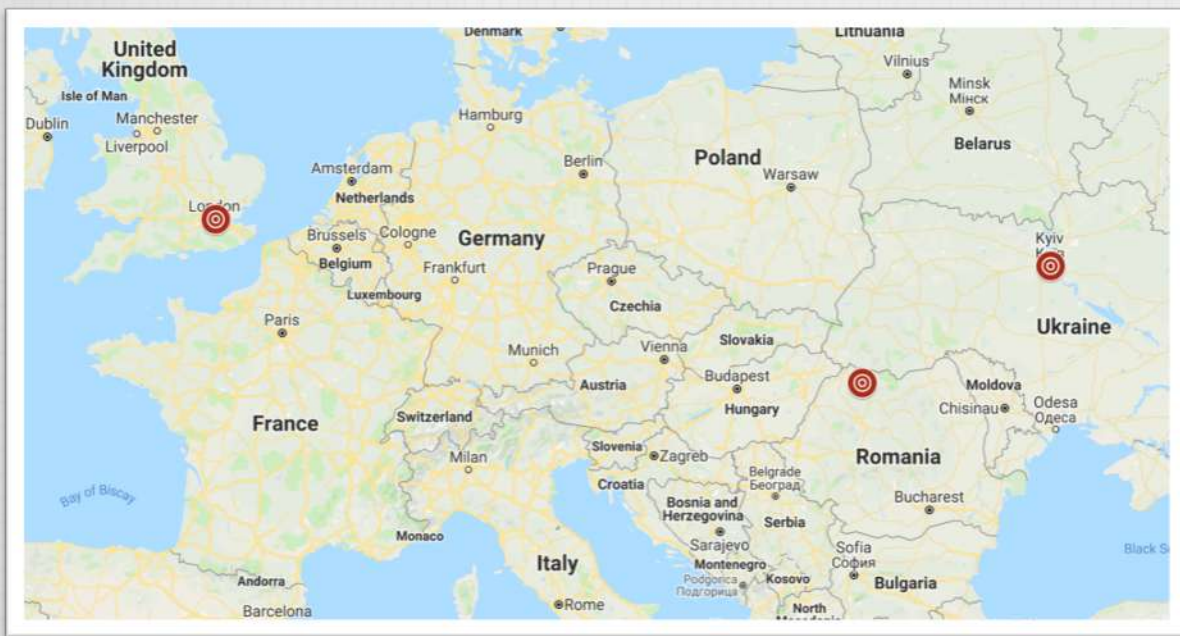 Denmark
Lithuania
United
Kingdom
Vilnius
Isle of Man
Minsk
Мінск
Hamburg
Dublin
Manchester
Liverpool
Belarus
Berlin
Poland
Amsterdam
Warsaw
Netherlands
London
Brussels
Cologne
Germany
Kyiv
Belgium
Frankfurt
Prague
Luxembourg
Czechia
Paris
Ukraine
Slovakia
Munich
Vienna
Budapest
Austria
Moldova
Hungary
Chisinau
Odesa
Одеса
Switzerland
France
Slovenia
Zagreb
Milan
Romania
Belgrade
Београд
Croatia
Bay of Biscay
Bucharest
Bosnia and
Herzegovina
Serbia
Monaco
Sarajevo
Sofia
София
Black
Italy
Montenegro
Podgorica
Подгорица
Kosovo
Andorra
Bulgaria
Barcelona
Rome
North